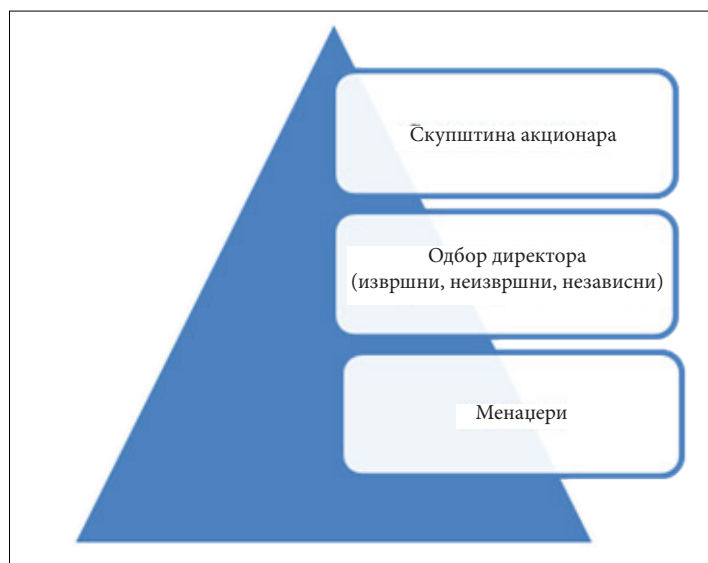 Скупштина акционара
Одбор директора
(извршни, неизвршни, независни)
Менаџери